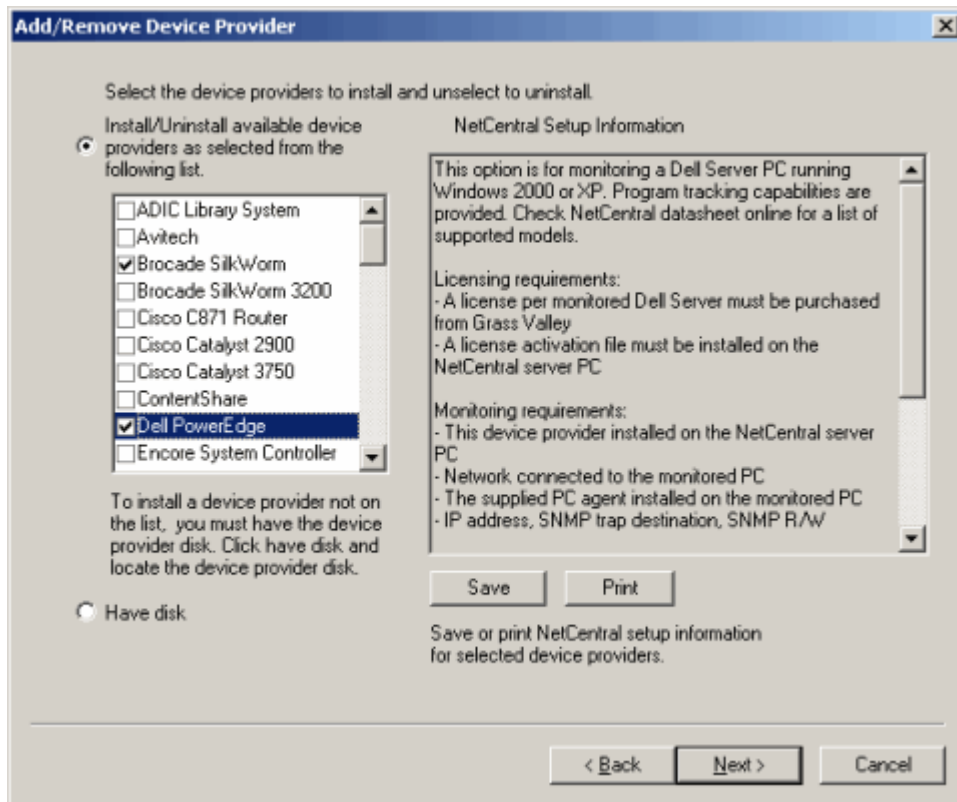 Add/Remove Device Provider
Select the device providers to install and unselect to uninstall.
Install/Uninstall available device
providers as selected from the
following list.
ADIC Library System
Avitech
Brocade SilkWorm
Brocade SilkWorm 3200
Cisco C871 Router
Cisco Catalyst 2900
Cisco Catalyst 3750
ContentShare
Dell PowerEdge
Encore System Controller
To install a device provider not on
the list, you must have the device
provider disk. Click have disk and
locate the device provider disk.
Have disk
NetCentral Setup Information
This option is for monitoring a Dell Server PC running
Windows 2000 or XP. Program tracking capabilities are
provided. Check NetCentral datasheet online for a list of
supported models.
Licensing requirements:
- A license per monitored Dell Server must be purchased
from Grass Valley
- A license activation file must be installed on the
NetCentral server PC
Monitoring requirements:
- This device provider installed on the NetCentral server
PC
- Network connected to the monitored PC
- The supplied PC agent installed on the monitored PC
- IP address, SNMP trap destination, SNMP R/W
Save
Print
Save or print NetCentral setup information
for selected device providers.
< Back
Next >
Cancel